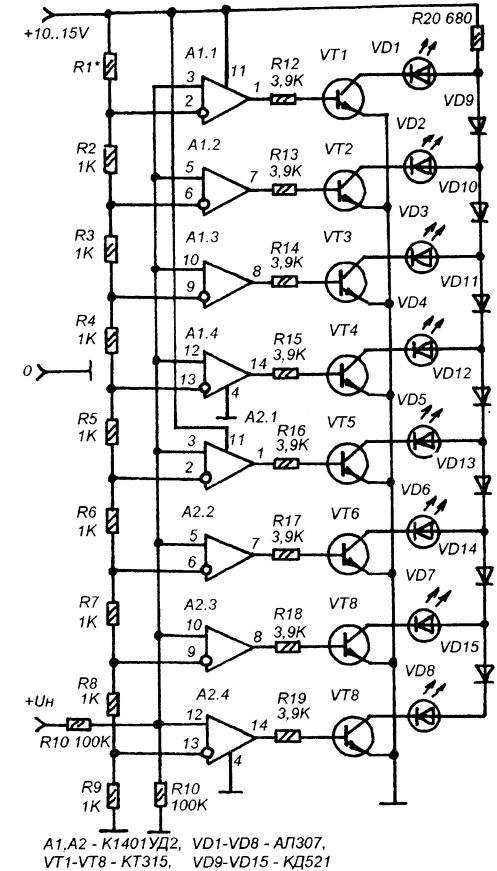 +10..15V
R20 680
R1*
A1.1
3
2
11
1
R12
3,9K
VT1
VD1
VD9
R2
1K
A1.2
5
6
7
R13
3,9K
VT2
VD2
VD10
R3
1K
A1.3
10
9
8
R14
3,9K
VT3
VD3
VD11
R4
1K
A1.4
12
13
14
4
R15
3,9K
VT4
VD4
VD12
0
R5
1K
A2.1
3
2
11
1
R16
3,9K
VT5
VD5
VD13
R6
1K
A2.2
5
6
7
R17
3,9K
VT6
VD6
VD14
R7
1K
A2.3
10
9
8
R18
3,9K
VT8
VD7
VD15
R8
1K
+Uн
R10 100K
A2.4
12
13
14
4
R19
3,9K
VT8
VD8
R9
1K
R10
100K
A1,A2 - К1401УД2, VD1-VD8 - АЛ307,
VT1-VT8 - КТ315, VD9-VD15 - КД521